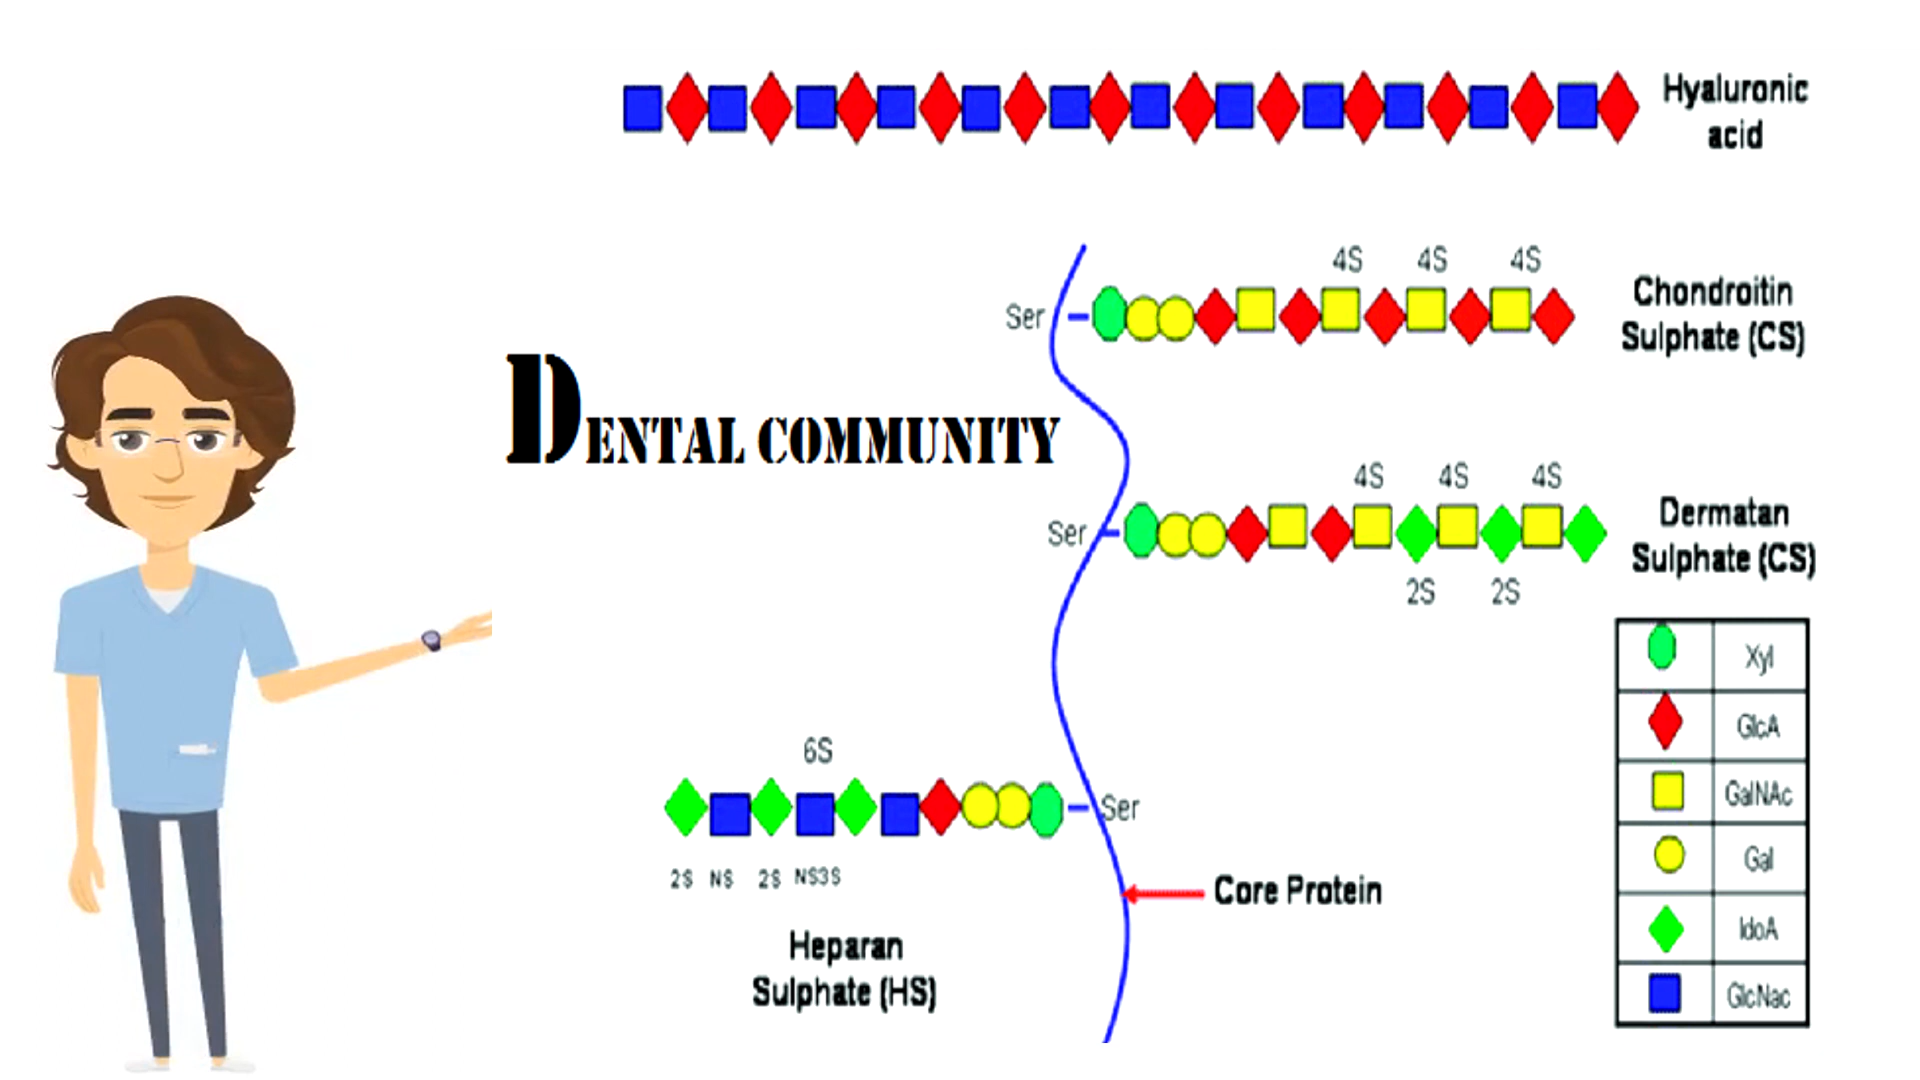 Hyaluronic
acid
4S 4S 4S
Ser
Chondroitin
Sulphate (CS)
DENTAL COMMUNITY
4S 4S 4S
Ser
Dermatan
Sulphate (CS)
2S 2S
Xyl
GlcA
GalNAc
Gal
IdoA
GlcNac
6S
Ser
2S NS 2S NS3S
Core Protein
Heparan
Sulphate (HS)